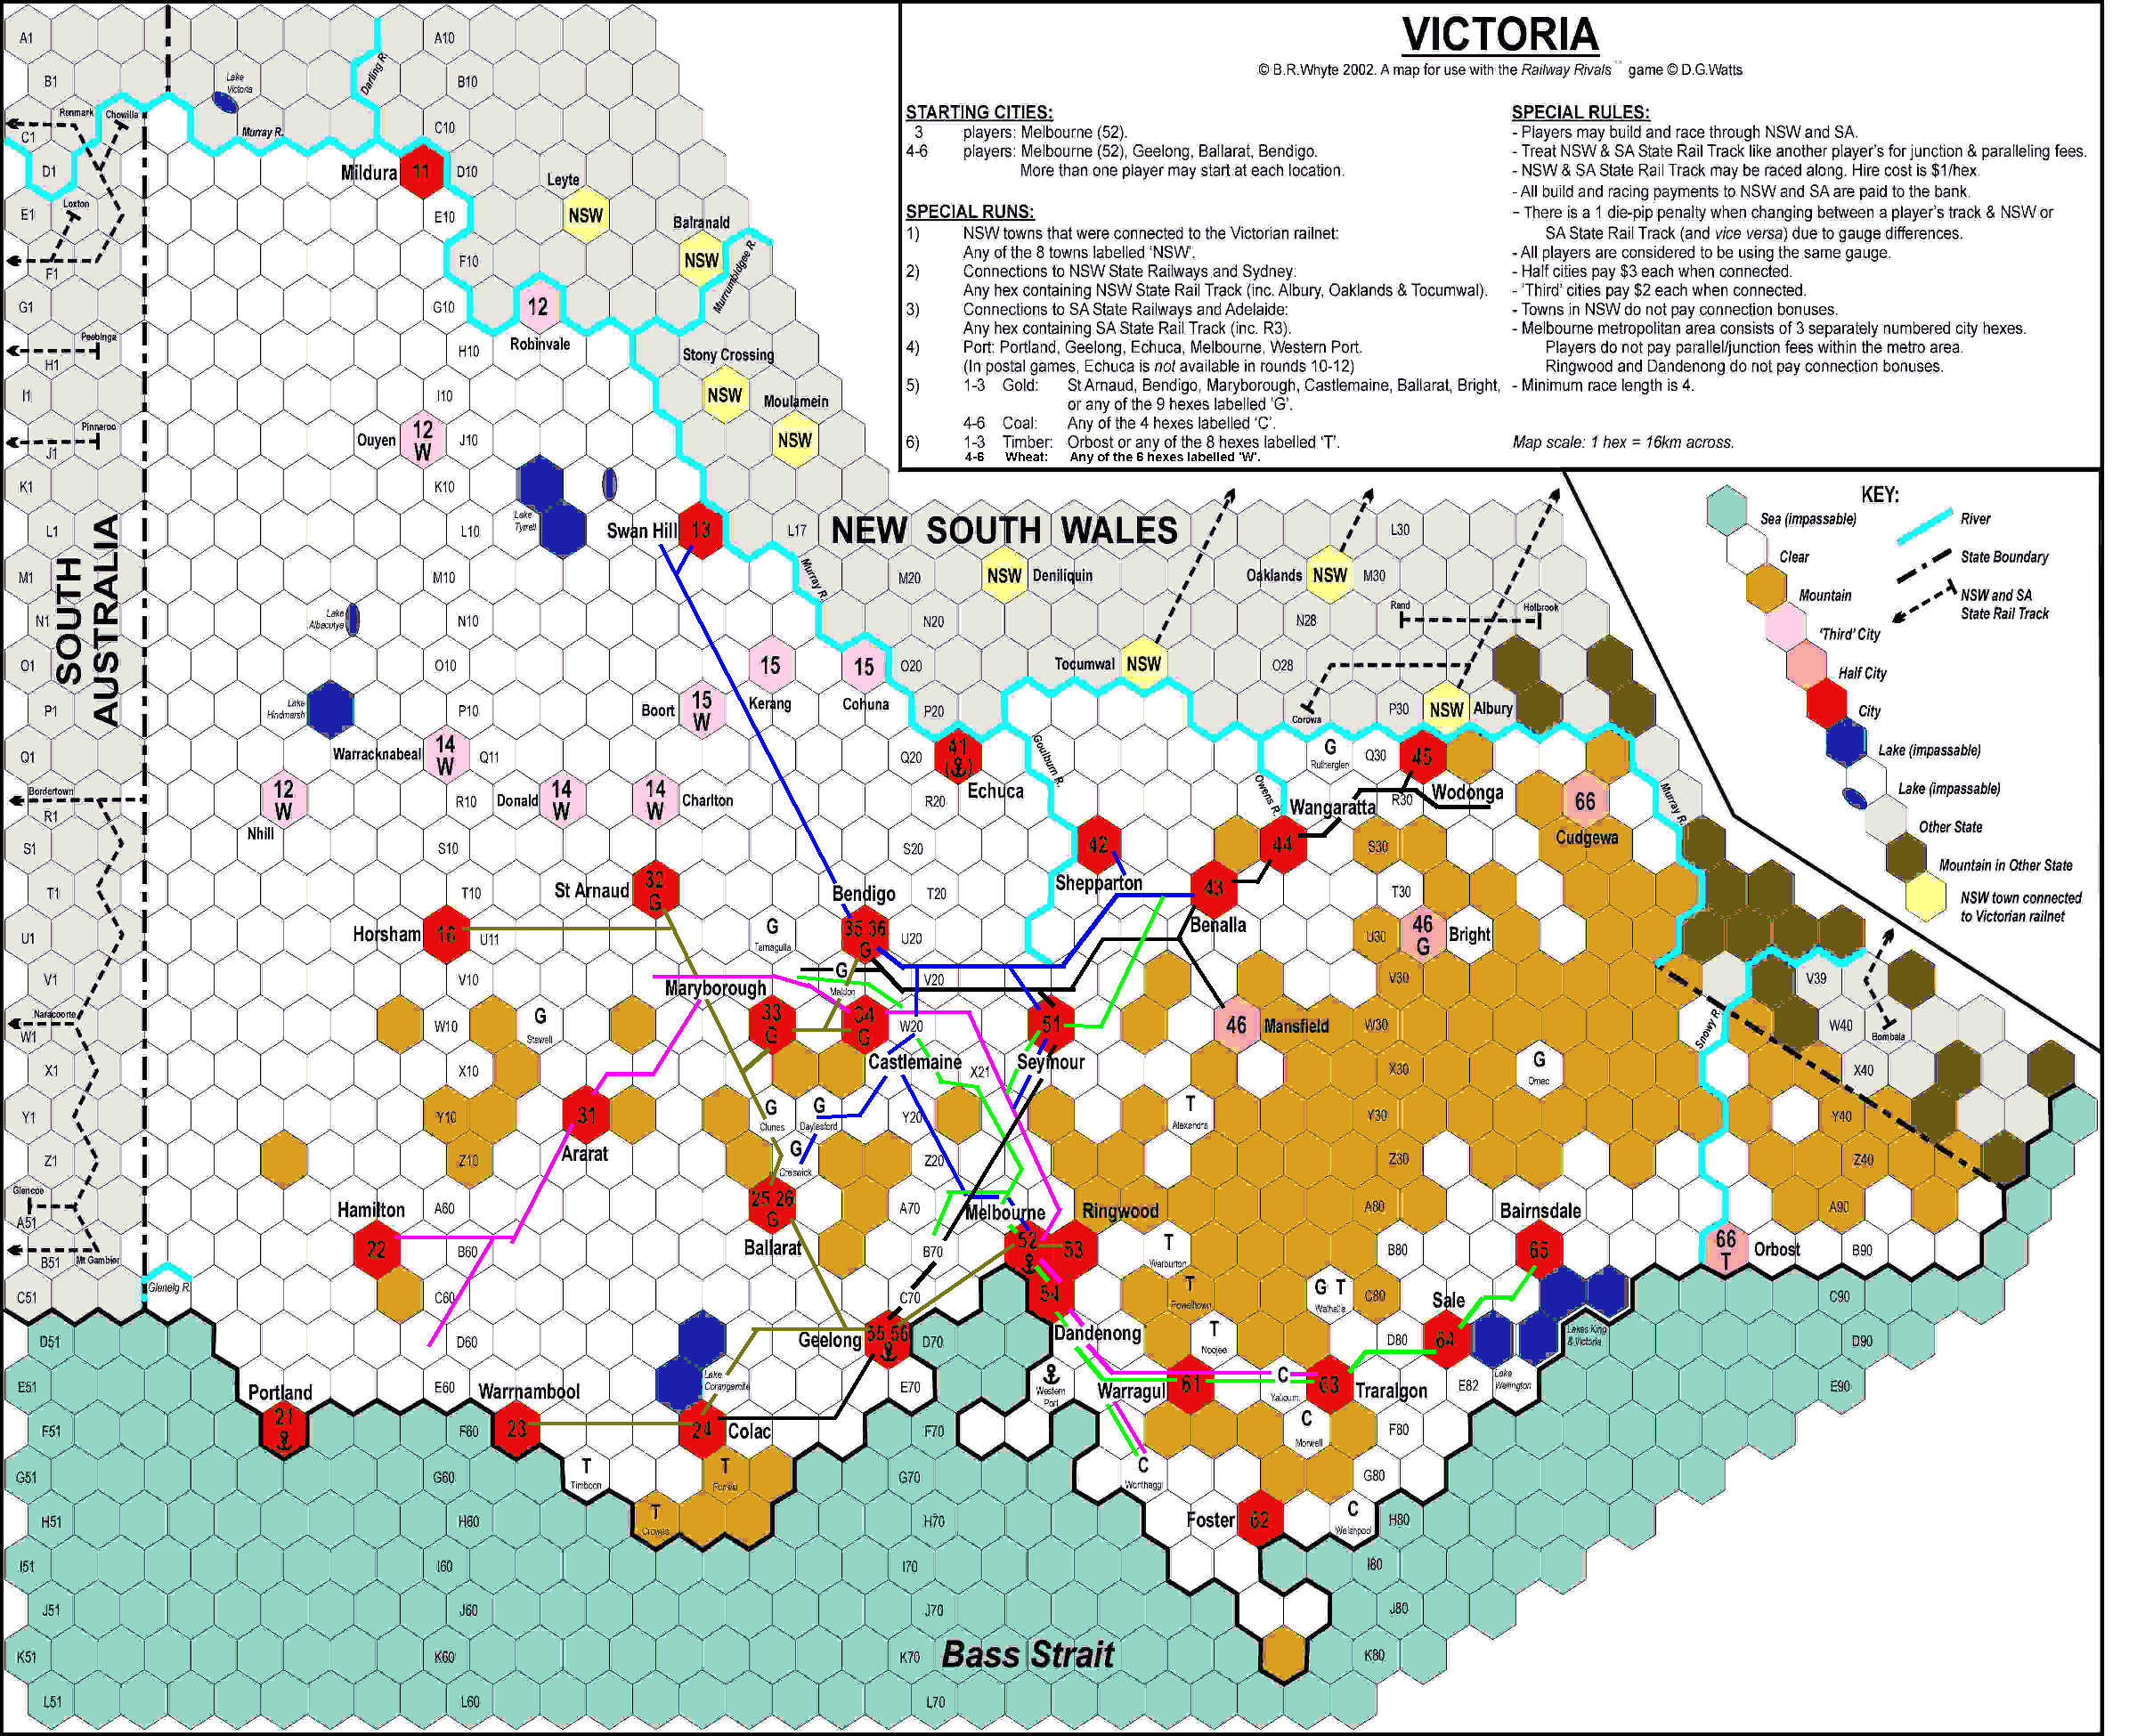 VICTORIA
© B.R.Whyte 2002. A map for use with the Railway Rivals™ game © D.G.Watts
STARTING CITIES:
3 players: Melbourne (52).
4-6 players: Melbourne (52), Geelong, Ballarat, Bendigo.
More than one player may start at each location.
SPECIAL RUNS:
1) NSW towns that were connected to the Victorian railnet:
Any of the 8 towns labelled 'NSW'.
2) Connections to NSW State Railways and Sydney:
Any hex containing NSW State Rail Track (inc. Albury, Oaklands & Tocumwal).
3) Connections to SA State Railways and Adelaide:
Any hex containing SA State Rail Track (inc. R3).
4) Port: Portland, Geelong, Echuca, Melbourne, Western Port.
(In postal games, Echuca is not available in rounds 10-12)
5) 1-3 Gold: St Arnaud, Bendigo, Maryborough, Castlemaine, Ballarat, Bright,
or any of the 9 hexes labelled 'G'.
4-6 Coal: Any of the 4 hexes labelled 'C'.
6) 1-3 Timber: Orbost or any of the 8 hexes labelled 'T'.
4-6 Wheat: Any of the 6 hexes labelled 'W'.
SPECIAL RULES:
- Players may build and race through NSW and SA.
- Treat NSW & SA State Rail Track like another player's for junction & paralleling fees.
- NSW & SA State Rail Track may be raced along. Hire cost is $1/hex.
- All build and racing payments to NSW and SA are paid to the bank.
- There is a 1 die-pip penalty when changing between a player's track & NSW or
SA State Rail Track (and vice versa) due to gauge differences.
- All players are considered to be using the same gauge.
- Half cities pay $3 each when connected.
- 'Third' cities pay $2 each when connected.
- Towns in NSW do not pay connection bonuses.
- Melbourne metropolitan area consists of 3 separately numbered city hexes.
Players do not pay parallel/junction fees within the metro area.
Ringwood and Dandenong do not pay connection bonuses.
- Minimum race length is 4.
Map scale: 1 hex = 16km across.
KEY:
Sea (impassable)
Clear
Mountain
'Third' City
Half City
City
Lake (impassable)
Lake (impassable)
Other State
Mountain in Other State
NSW town connected
to Victorian railnet
River
State Boundary
NSW and SA
State Rail Track
A1
A10
B1
Lake
Victoria
Darling R.
B10
Renmark
Chowilla
C1
Murray R.
C10
D1
Mildura
11
D10
Leyte
E1
Loxton
E10
NSW
Balranald
F1
F10
NSW
Murrumbidgee R.
G1
G10
12
Robinvale
Peebinga
H1
H10
Stony Crossing
I1
I10
NSW
Moulamein
Pinnaroo
J1
Ouyen
12
W
J10
NSW
K1
K10
L1
Lake
Tyrrell
L10
Swan Hill
13
L17
NEW SOUTH WALES
L30
M1
M10
Murray R.
M20
NSW
Deniliquin
Oaklands
NSW
M30
SOUTH
AUSTRALIA
N1
Lake
Albacutya
N10
N20
N28
Rand
Holbrook
O1
O10
15
15
O20
Tocumwal
NSW
O28
P1
Lake
Hindmarsh
P10
Boort
15
W
Kerang
Cohuna
P20
Corowa
P30
NSW
Albury
Q1
Warracknabeal
14
W
Q11
Q20
41
Echuca
Goulburn R.
G
Rutherglen
Q30
45
Wodonga
Bordertown
R1
12
W
Nhill
R10
Donald
14
W
14
W
Charlton
R20
Owens R.
Wangaratta
R30
66
Cudgewa
Murray R.
S1
S10
S20
42
Shepparton
44
S30
T1
T10
St Arnaud
32
G
Bendigo
T20
43
Benalla
T30
U1
Horsham
16
U11
G
Tarnagulla
35 36
G
U20
U30
46
G
Bright
V1
V10
Maryborough
G
Maldon
V20
V30
V39
Naracoorte
W1
W10
G
Stawell
33
G
34
G
W20
51
46
Mansfield
W30
Snowy R.
W40
Bombala
X1
X10
Castlemaine
X21
Seymour
X30
G
Omeo
X40
Y1
Y10
31
Ararat
G
Clunes
G
Daylesford
Y20
T
Alexandra
Y30
Y40
Z1
Z10
G
Creswick
Z20
Z30
Z40
Glencoe
A51
Hamilton
A60
25 26
G
Ballarat
A70
Melbourne
Ringwood
A80
Bairnsdale
A90
B51
Mt Gambier
22
B60
B70
52
53
T
Warburton
B80
65
66
T
Orbost
B90
C51
Glenelg R.
C60
C70
54
T
Powelltown
G T
Walhalla
C80
Sale
C90
D51
D60
Geelong
55 56
D70
Dandenong
T
Noojee
D80
64
Lakes King
& Victoria
D90
E51
Portland
E60
Warrnambool
Lake
Corangamite
E70
Western
Port
Warragul
61
C
Yallourn
63
Traralgon
E82
Lake
Wellington
E90
F51
21
F60
23
24
Colac
F70
C
Morwell
F80
G51
G60
T
Timboon
T
Forrest
G70
C
Wonthaggi
G80
H51
H60
T
Crowes
H70
Foster
62
C
Welshpool
H80
I51
I60
I70
I80
J51
J60
J70
J80
K51
K60
K70
Bass Strait
K80
L51
L60
L70